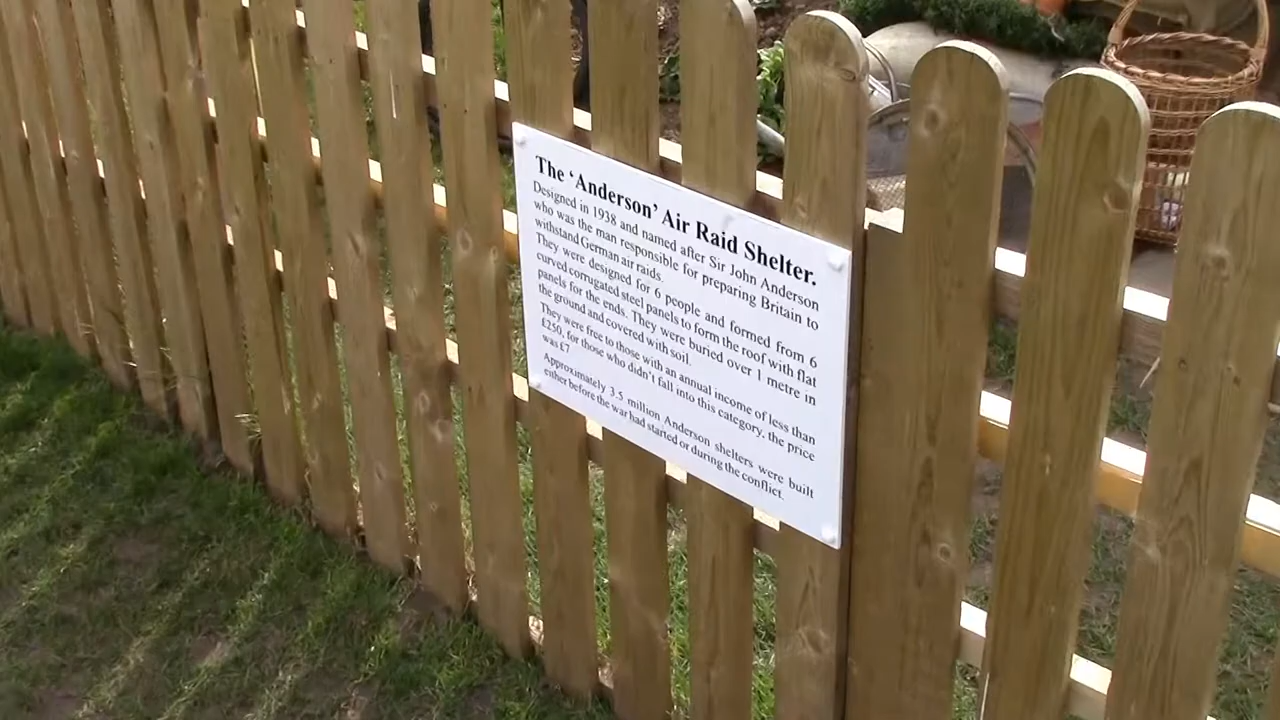 The ‘Anderson’ Air Raid Shelter.
Designed in 1938 and named after Sir John Anderson
who was the man responsible for preparing Britain to
withstand German air raids.
They were designed for 6 people and formed from 6
curved corrugated steel panels to form the roof with flat
panels for the ends. They were buried over 1 metre in
the ground and covered with soil.
They were free to those with an annual income of less than
£250, for those who didn't fall into this category, the price
was £7
Approximately 3.5 million Anderson shelters were built
either before the war had started or during the conflict.